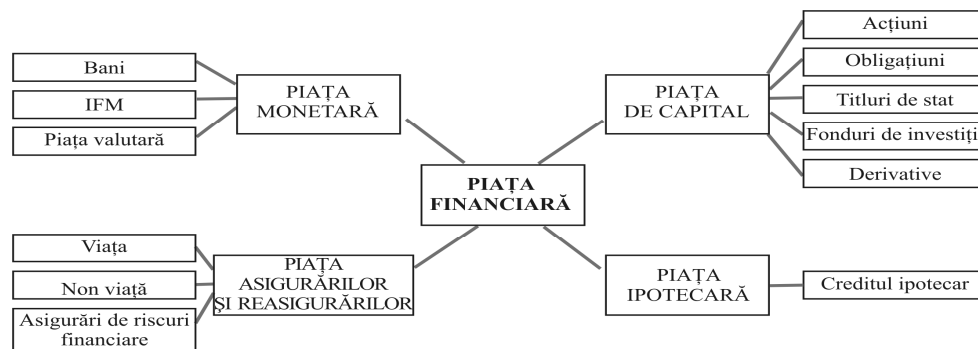 Bani
IFM
Piața valutară
PIAȚA
MONETARĂ
PIAȚA
DE CAPITAL
Acțiuni
Obligațiuni
Titluri de stat
Fonduri de investiți
Derivative
PIAȚA
FINANCIARĂ
Viața
Non viață
Asigurări de riscuri
financiare
PIAȚA
ASIGURĂRILOR
ȘI REASIGURĂRILOR
PIAȚA
IPOTECARĂ
Creditul ipotecar